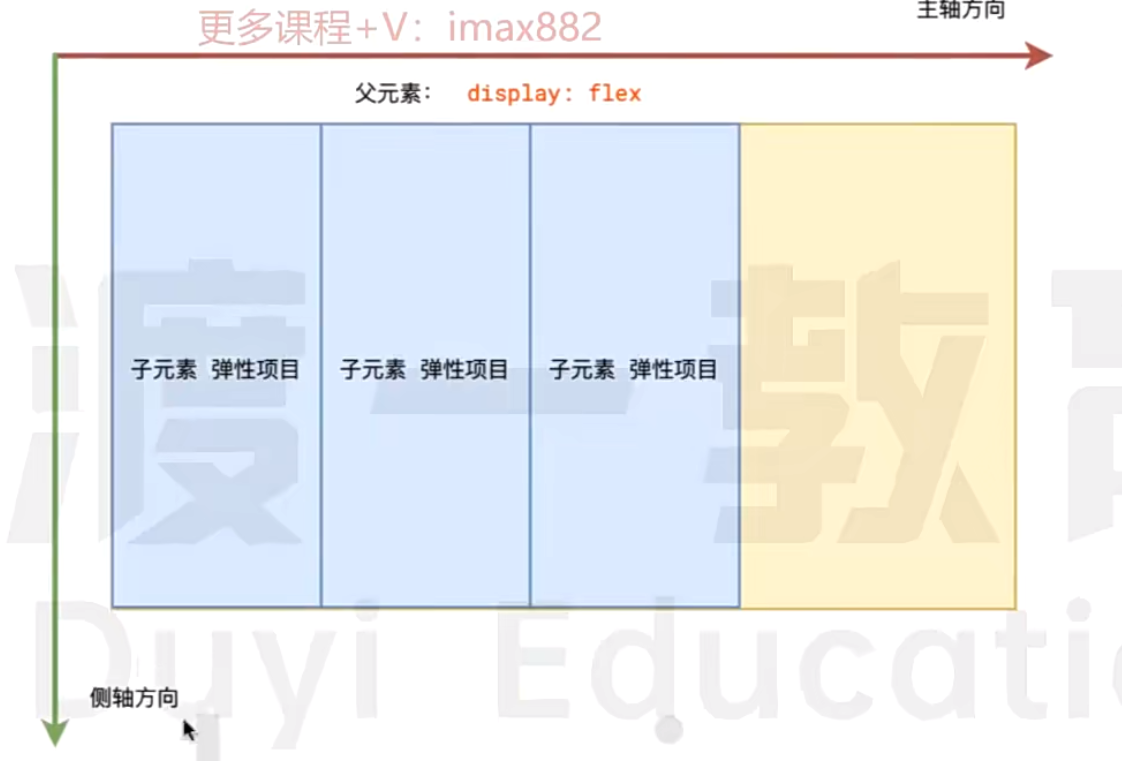 更多课程+V：imax882
主轴方向
父元素： display: flex
子元素 弹性项目 子元素 弹性项目 子元素 弹性项目
渡一教育
Duyi Educati
侧轴方向